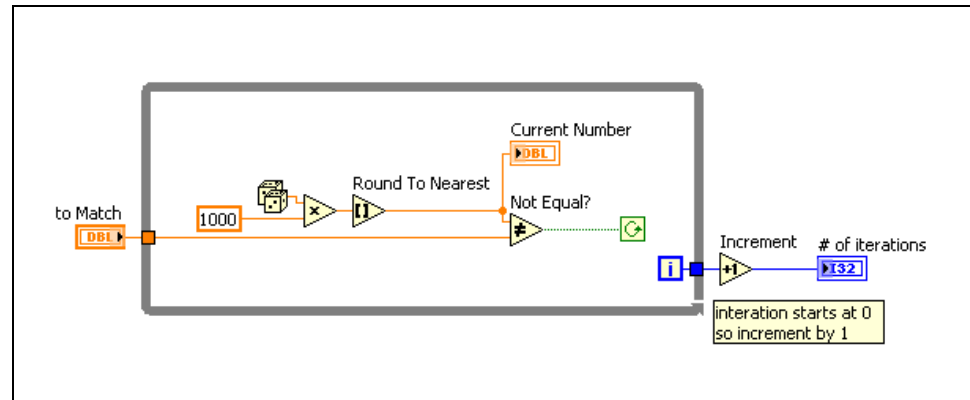 Current Number
DBL
Round To Nearest
Not Equal?
to Match
DBL
1000
x
[]
≠
i
Increment
+1
# of iterations
I32
interation starts at 0
so increment by 1